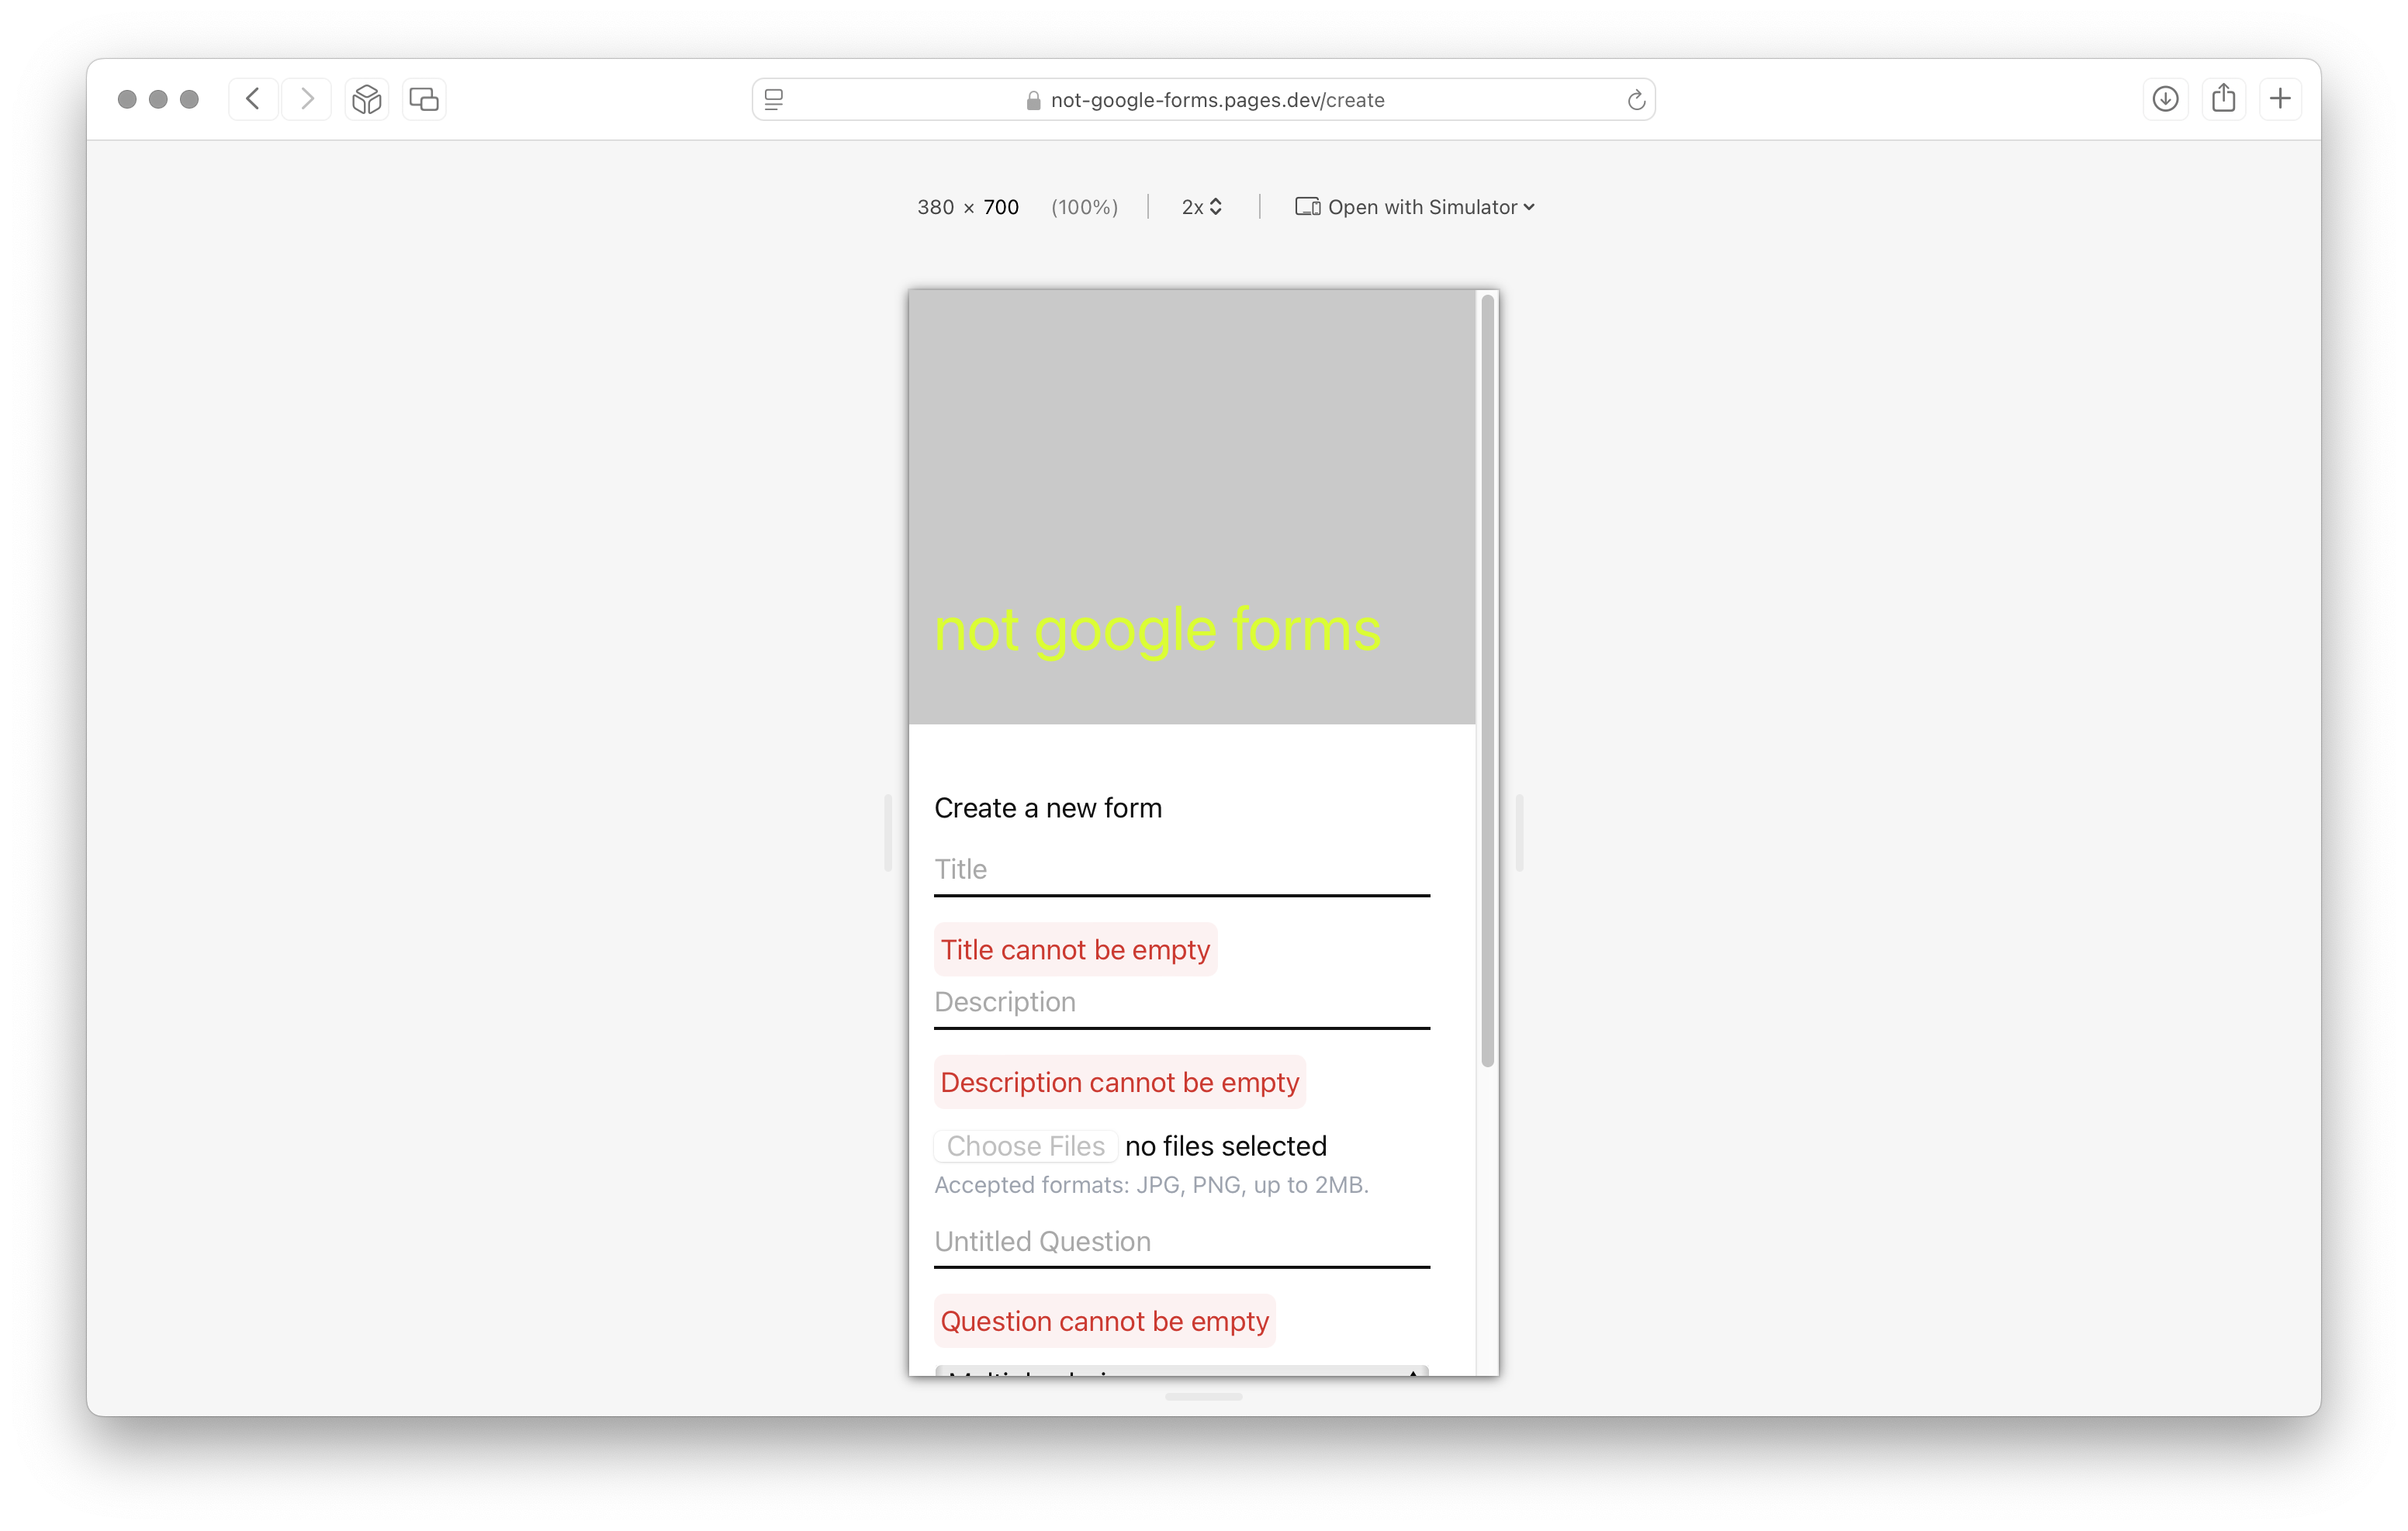 not-google-forms.pages.dev/create
380 × 700 (100%) 2x Open with Simulator
not google forms
Create a new form
Title
Title cannot be empty
Description
Description cannot be empty
Choose Files no files selected
Accepted formats: JPG, PNG, up to 2MB.
Untitled Question
Question cannot be empty